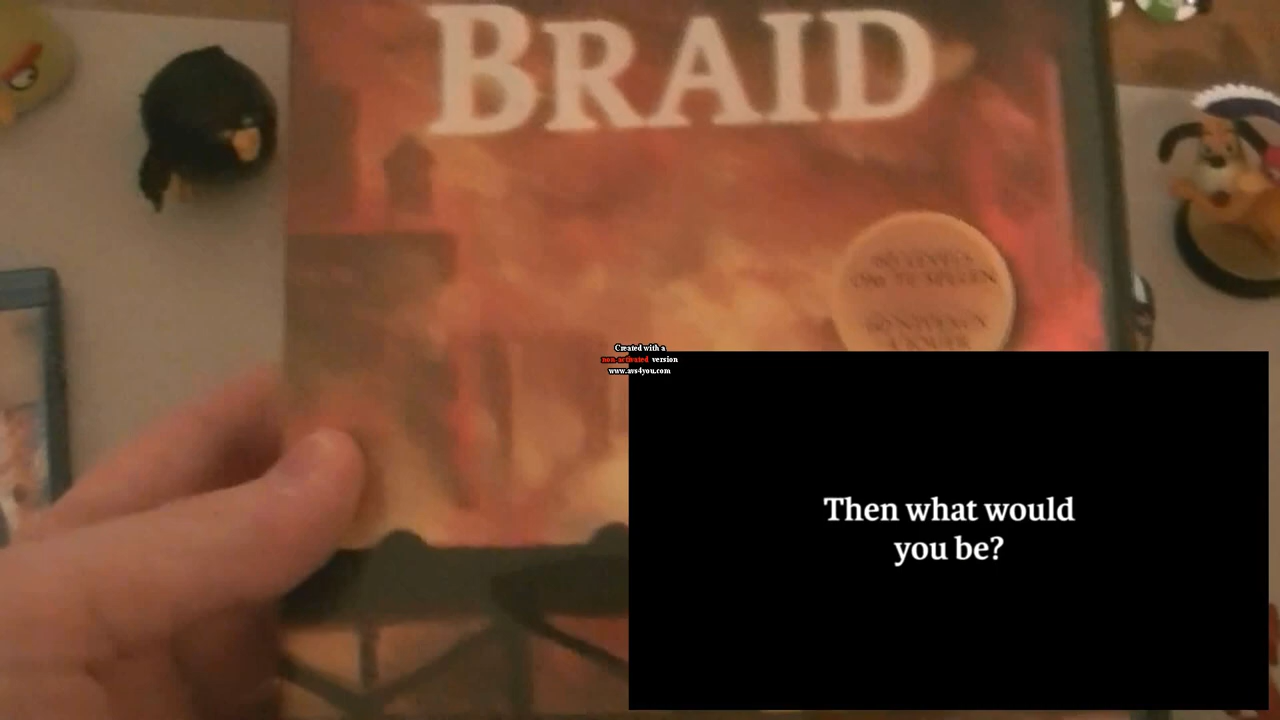 BRAID
Created with a
non-activated version
www.avs4you.com
Then what would
you be?